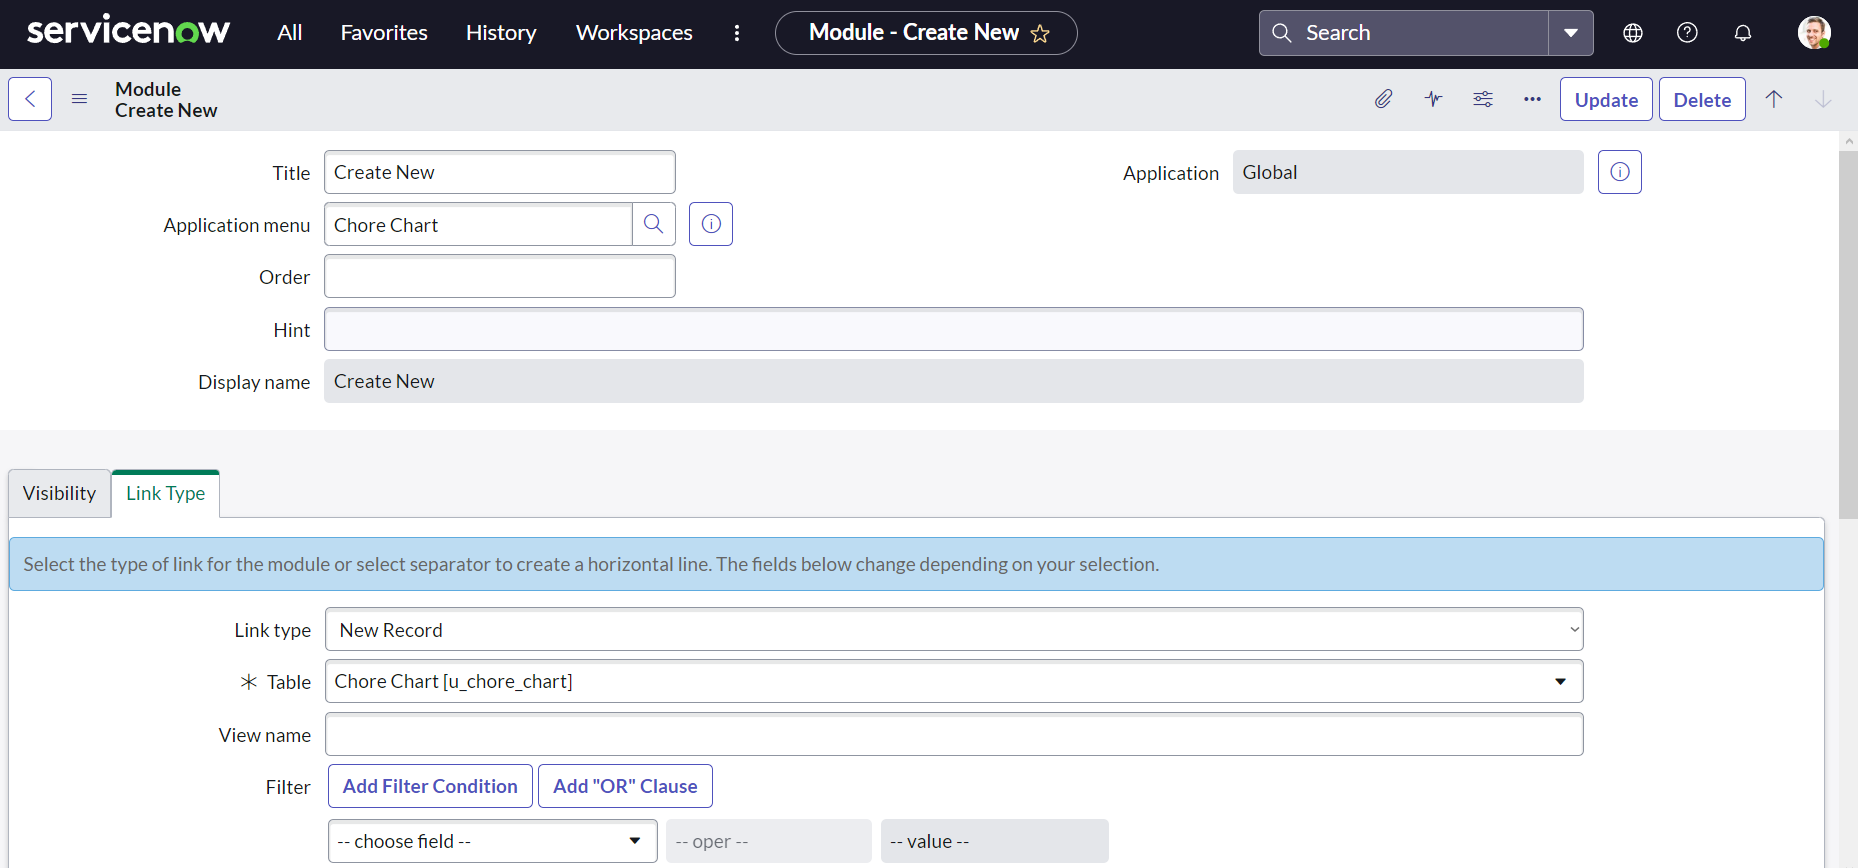 servicenow All Favorites History Workspaces Module - Create New Search
Module
Create New
Update Delete
Title Create New Application Global
Application menu Chore Chart
Order
Hint
Display name Create New
Visibility Link Type
Select the type of link for the module or select separator to create a horizontal line. The fields below change depending on your selection.
Link type New Record
Table Chore Chart [u_chore_chart]
View name
Filter Add Filter Condition Add "OR" Clause
-- choose field -- -- oper -- -- value --